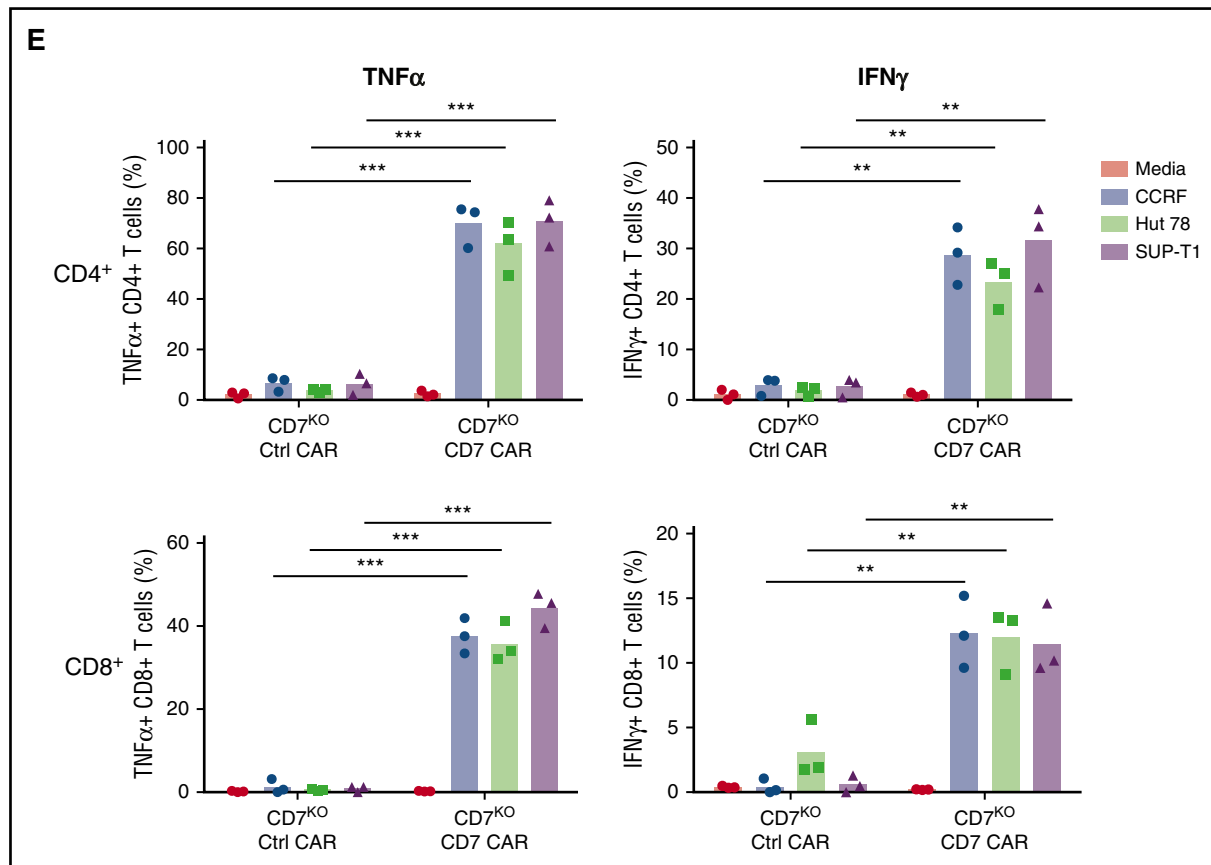 E
TNFα
IFNγ
CD4⁺
TNFα+ CD4+ T cells (%)
100
80
60
40
20
0
***
***
***
CD7ᴷᴼ
Ctrl CAR
CD7ᴷᴼ
CD7 CAR
IFNγ+ CD4+ T cells (%)
50
40
30
20
10
0
**
**
**
CD7ᴷᴼ
Ctrl CAR
CD7ᴷᴼ
CD7 CAR
Media
CCRF
Hut 78
SUP-T1
CD8⁺
TNFα+ CD8+ T cells (%)
60
40
20
0
***
***
***
CD7ᴷᴼ
Ctrl CAR
CD7ᴷᴼ
CD7 CAR
IFNγ+ CD8+ T cells (%)
20
15
10
5
0
**
**
**
CD7ᴷᴼ
Ctrl CAR
CD7ᴷᴼ
CD7 CAR